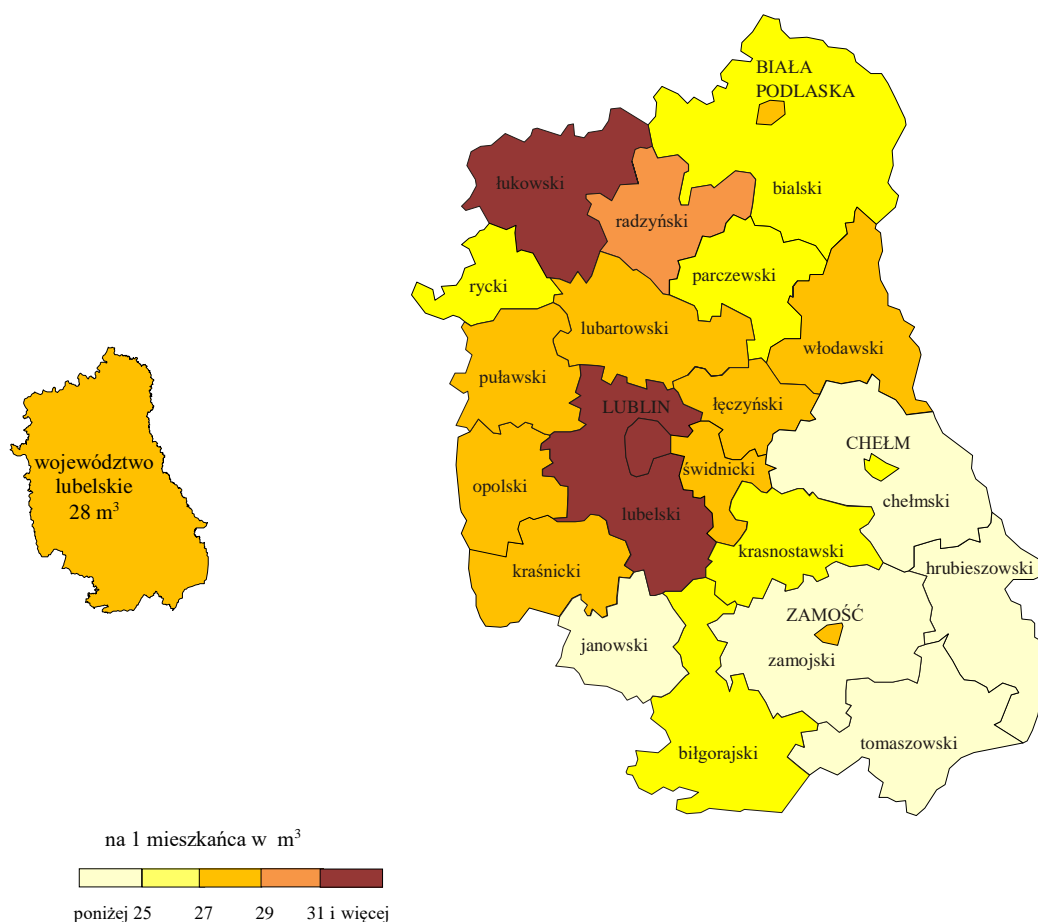 BIAŁA
PODLASKA
łukowski
bialski
radzyński
rycki
parczewski
lubartowski
włodawski
puławski
łęczyński
LUBLIN
CHEŁM
województwo
lubelskie
28 m³
opolski
świdnicki
chełmski
lubelski
krasnostawski
kraśnicki
hrubieszowski
ZAMOŚĆ
janowski
zamojski
biłgorajski
tomaszowski
na 1 mieszkańca w m³
poniżej 25 27 29 31 i więcej